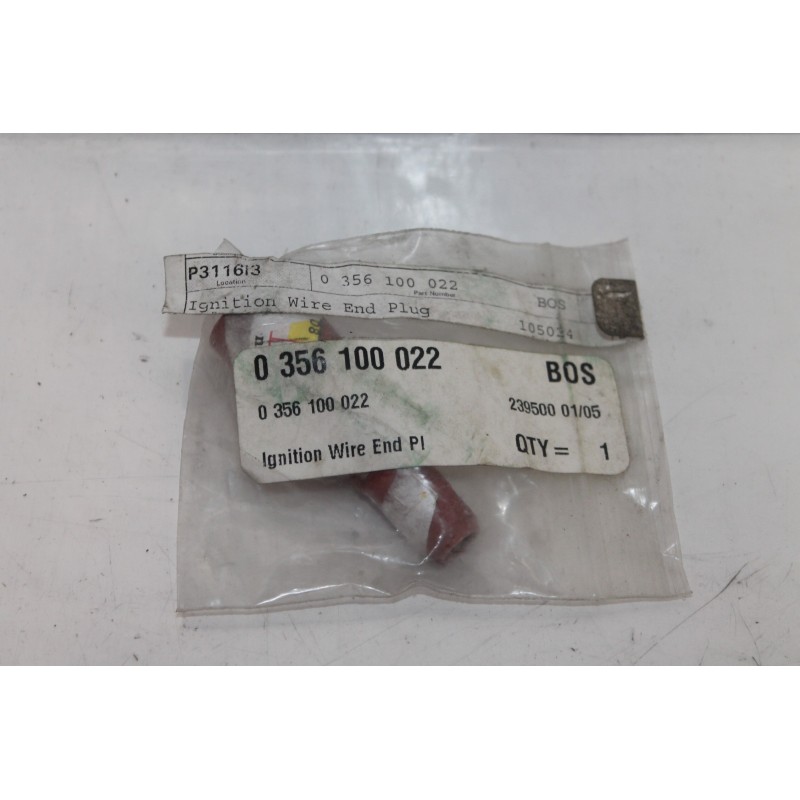 P3116I3
Location
0 356 100 022
Part Number
Ignition Wire End Plug
BOS
105034
0 356 100 022
BOS
0 356 100 022
239500 01/05
Ignition Wire End Pl
QTY = 1